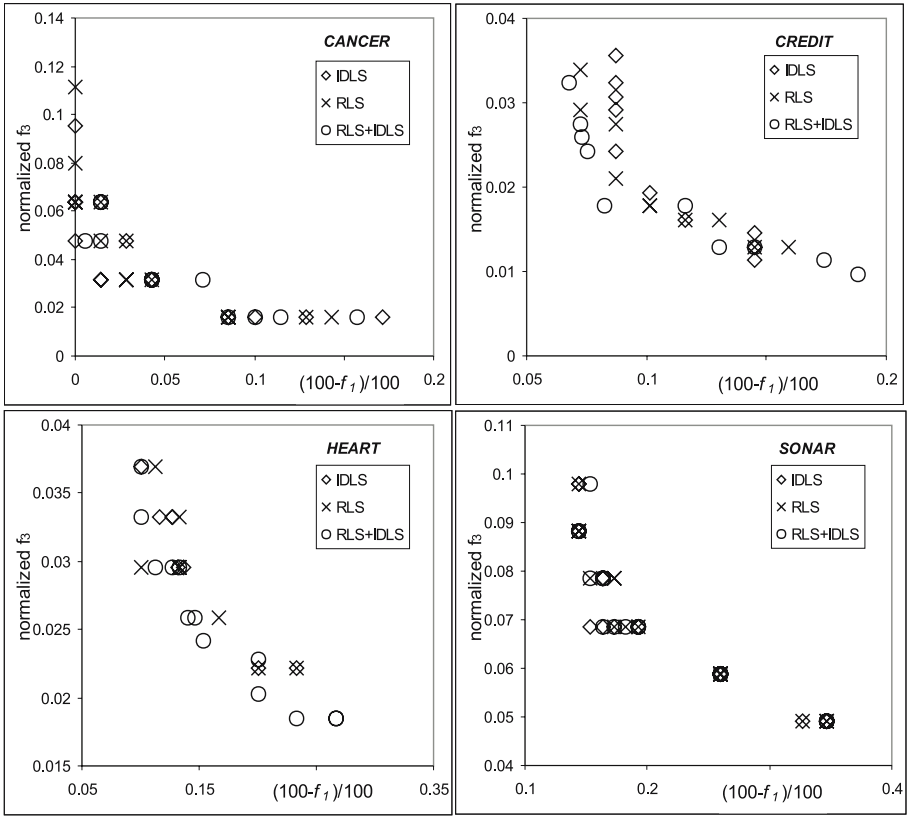 CANCER
IDLS
RLS
RLS+IDLS
normalized f3
0.14
0.12
0.1
0.08
0.06
0.04
0.02
0
0
0.05
0.1
0.2
(100-f1)/100
CREDIT
IDLS
RLS
RLS+IDLS
normalized f3
0.04
0.03
0.02
0.01
0
0.05
0.1
0.2
(100-f1)/100
HEART
IDLS
RLS
RLS+IDLS
normalized f3
0.04
0.035
0.03
0.025
0.02
0.015
0.05
0.15
0.35
(100-f1)/100
SONAR
IDLS
RLS
RLS+IDLS
normalized f3
0.11
0.1
0.09
0.08
0.07
0.06
0.05
0.04
0.1
0.2
0.4
(100-f1)/100